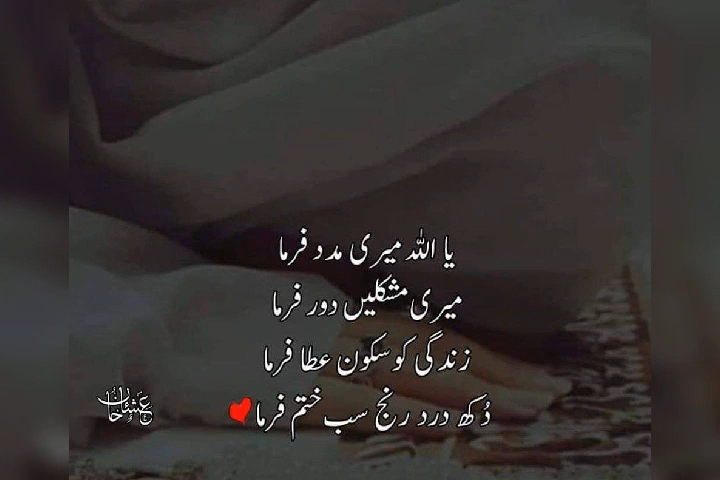 یا اللہ میری مدد فرما
میری مشکلیں دور فرما
زندگی کو سکون عطا فرما
دُکھ درد رنج سب ختم فرما